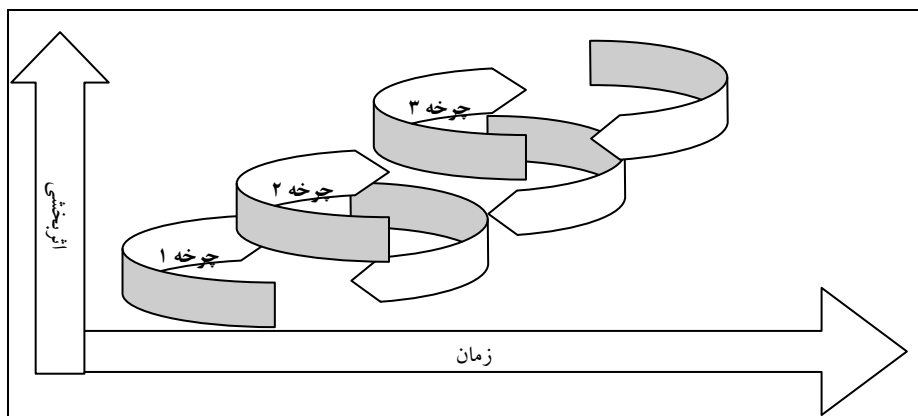 چرخه ۳
چرخه ۲
چرخه ۱
اثربخشی
زمان